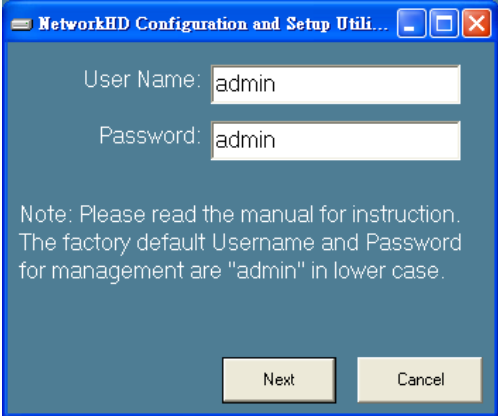 NetworkHD Configuration and Setup Utili...
User Name: admin
Password: admin
Note: Please read the manual for instruction.
The factory default Username and Password
for management are "admin" in lower case.
Next Cancel